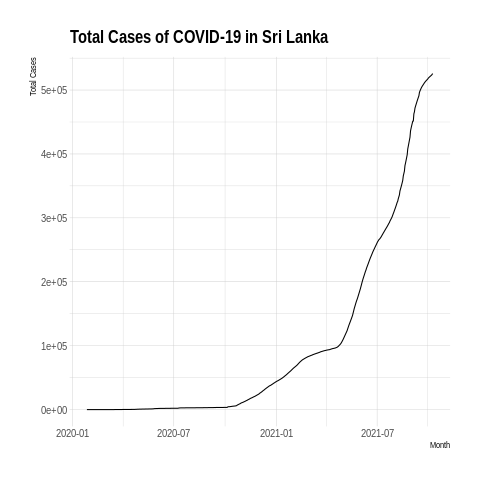 Total Cases of COVID-19 in Sri Lanka
Total Cases
5e+05
4e+05
3e+05
2e+05
1e+05
0e+00
2020-01 2020-07 2021-01 2021-07
Month